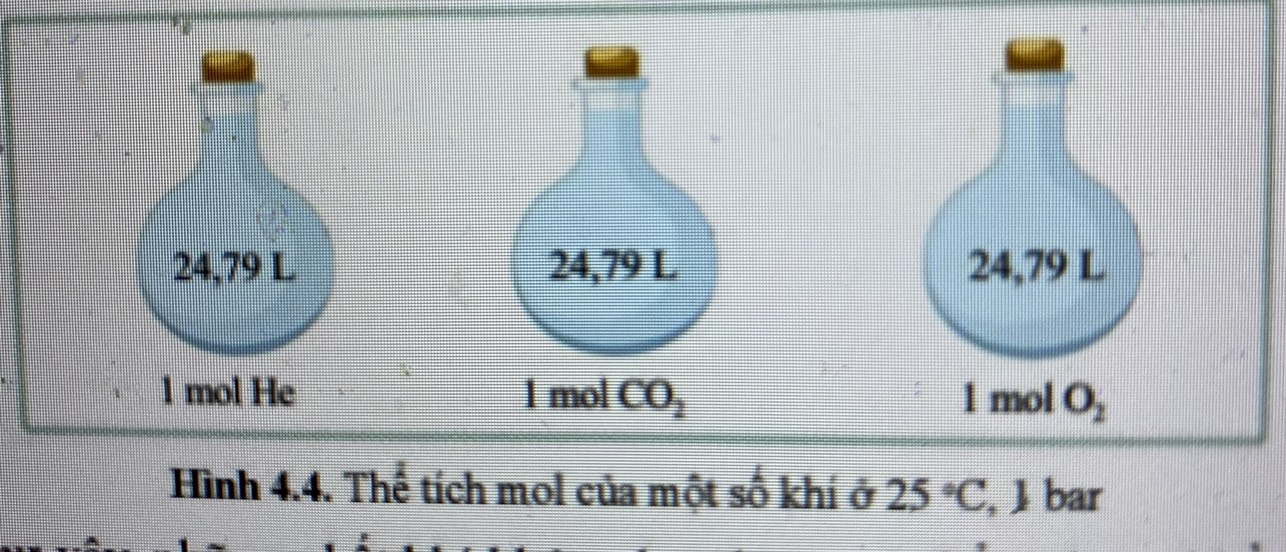 24,79 L 24,79 L 24,79 L
1 mol He 1 mol CO₂ 1 mol O₂
Hình 4.4. Thể tích mol của một số khí ở 25 °C, 1 bar